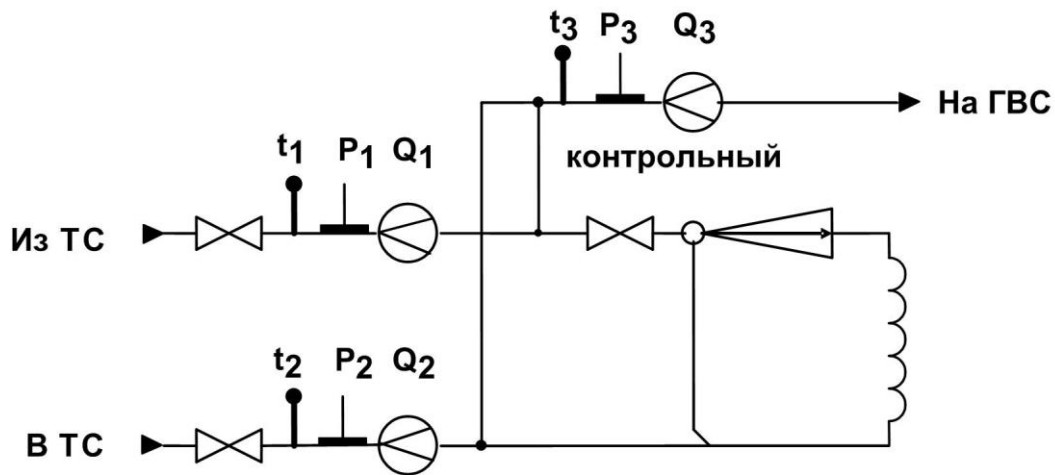 t3 P3 Q3
На ГВС
контрольный
t1 P1 Q1
Из ТС
t2 P2 Q2
В ТС